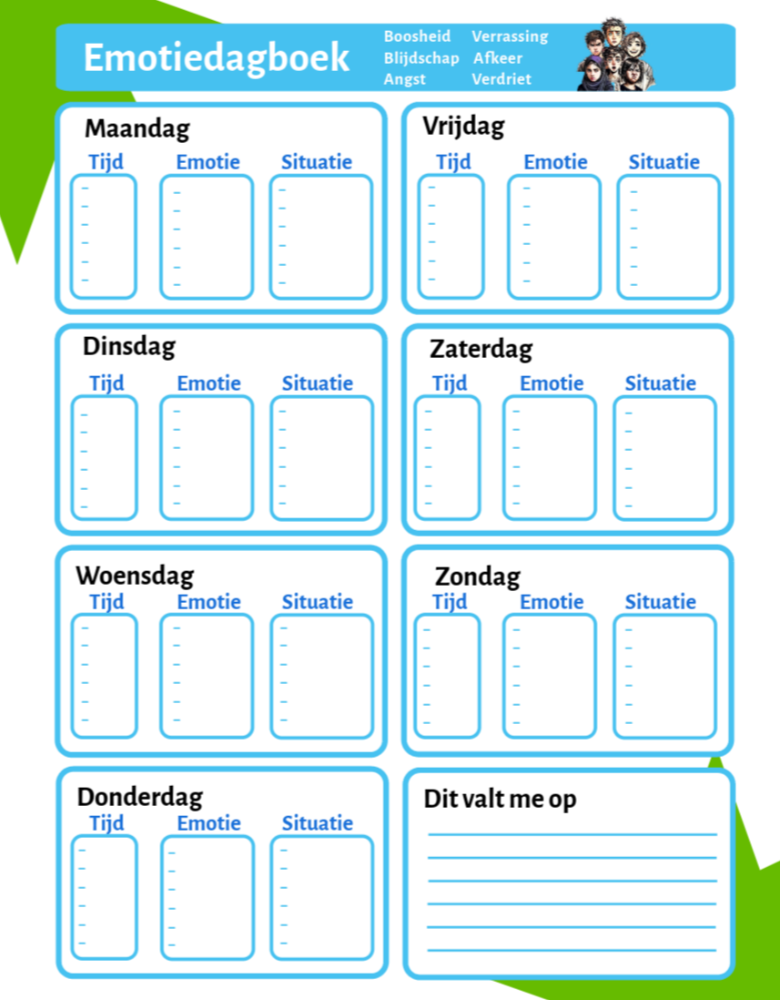 Emotiedagboek
Boosheid Verrassing
Blijdschap Afkeer
Angst Verdriet
Maandag
Tijd Emotie Situatie
- - -
- - -
- - -
- - -
- - -
- - -
Vrijdag
Tijd Emotie Situatie
- - -
- - -
- - -
- - -
- - -
- - -
Dinsdag
Tijd Emotie Situatie
- - -
- - -
- - -
- - -
- - -
- - -
Zaterdag
Tijd Emotie Situatie
- - -
- - -
- - -
- - -
- - -
- - -
Woensdag
Tijd Emotie Situatie
- - -
- - -
- - -
- - -
- - -
- - -
Zondag
Tijd Emotie Situatie
- - -
- - -
- - -
- - -
- - -
- - -
Donderdag
Tijd Emotie Situatie
- - -
- - -
- - -
- - -
- - -
- - -
Dit valt me op